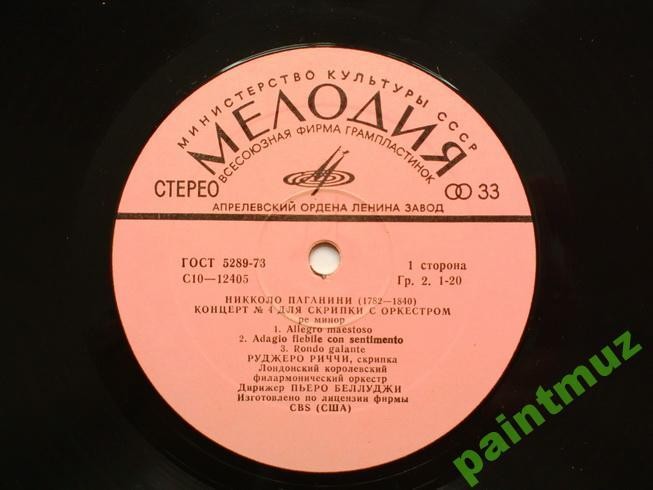 МИНИСТЕРСТВО КУЛЬТУРЫ СССР
МЕЛОДИЯ
ВСЕСОЮЗНАЯ ФИРМА ГРАМПЛАСТИНОК
СТЕРЕО
33
АПРЕЛЕВСКИЙ ОРДЕНА ЛЕНИНА ЗАВОД
ГОСТ 5289-73
1 сторона
С10—12405
Гр. 2. 1-20
НИККОЛО ПАГАНИНИ (1782—1840)
КОНЦЕРТ № 4 ДЛЯ СКРИПКИ С ОРКЕСТРОМ
ре минор
1. Allegro maestoso
2. Adagio flebile con sentimento
3. Rondo galante
РУДЖЕРО РИЧЧИ, скрипка
Лондонский королевский
филармонический оркестр
Дирижер ПЬЕРО БЕЛЛУДЖИ
Изготовлено по лицензии фирмы
CBS (США)
paintmuz